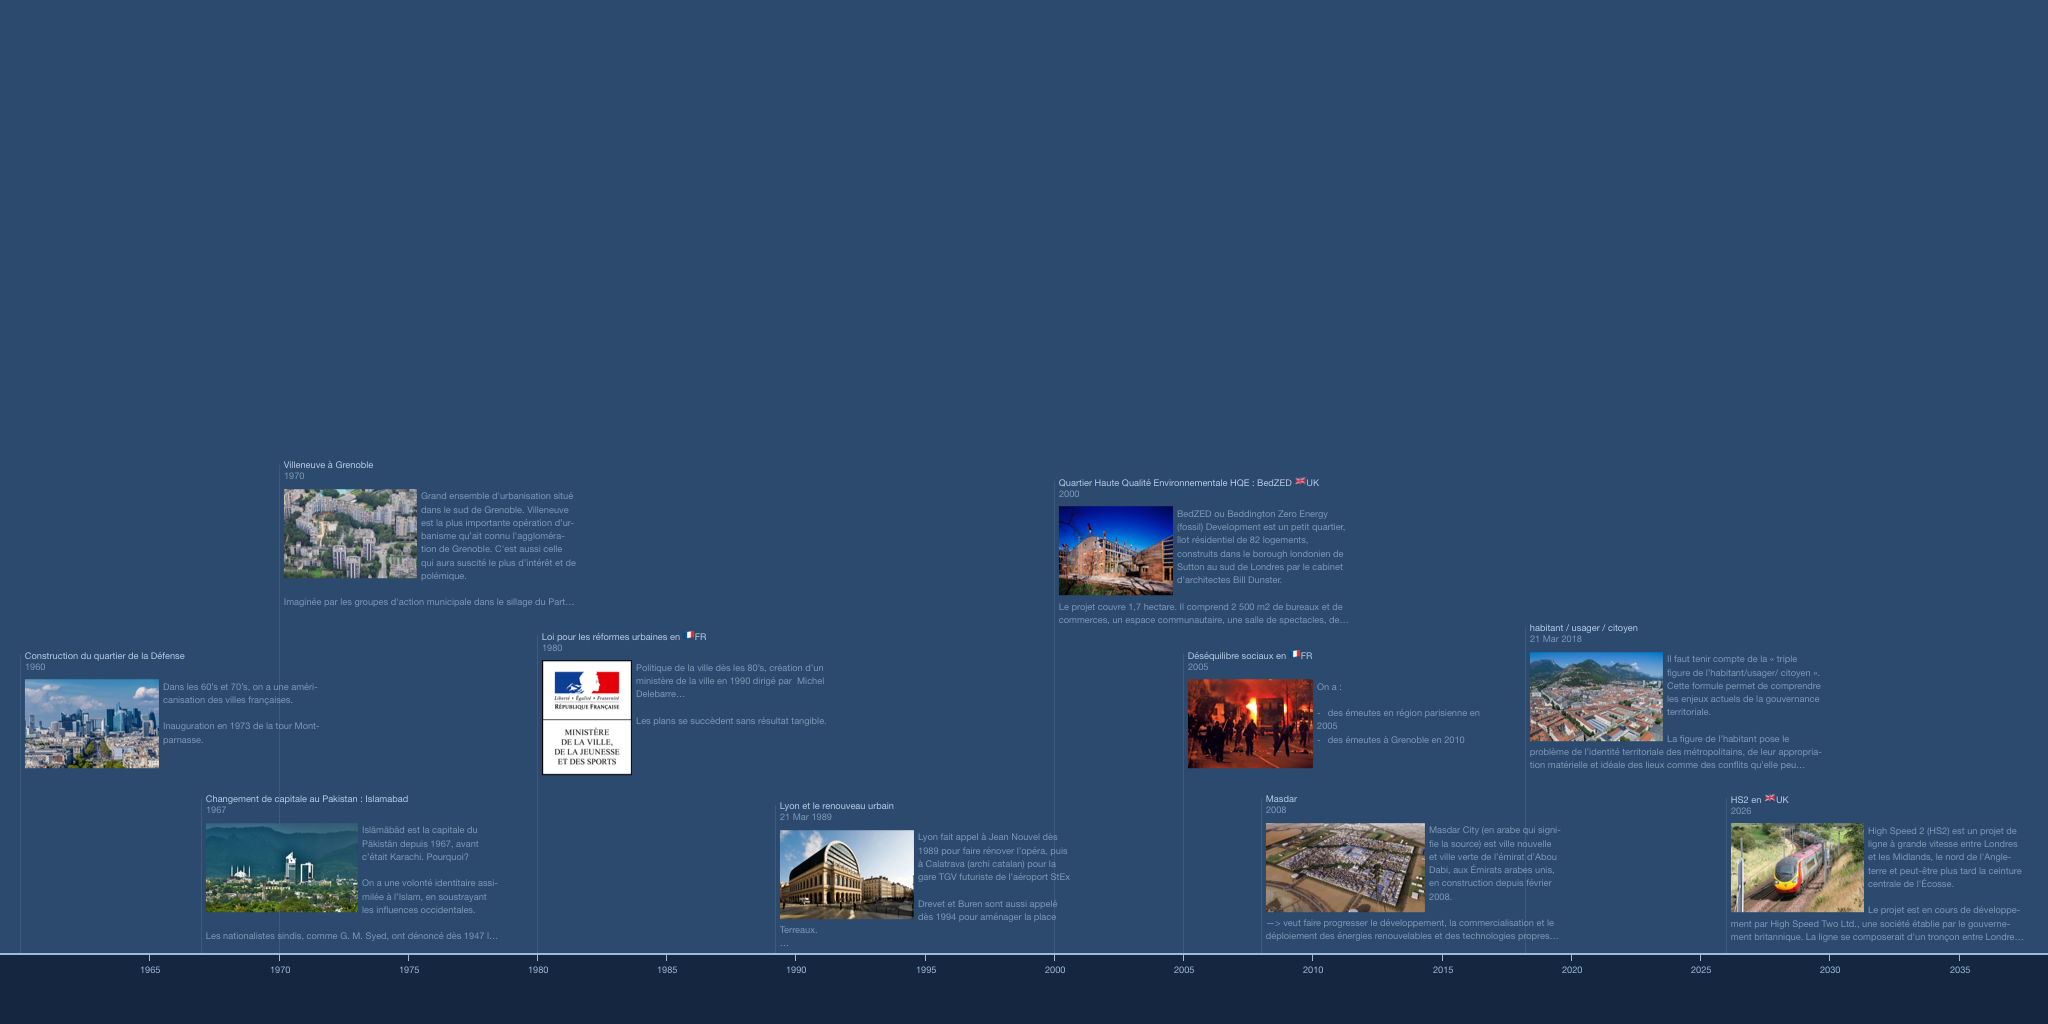 Villeneuve à Grenoble
1970
Grand ensemble d'urbanisation situé
dans le sud de Grenoble. Villeneuve
est la plus importante opération d'ur-
banisme qu'ait connu l'aggloméra-
tion de Grenoble. C'est aussi celle
qui aura suscité le plus d'intérêt et de
polémique.
Imaginée par les groupes d'action municipale dans le sillage du Part…
Quartier Haute Qualité Environnementale HQE : BedZED 🇬🇧UK
2000
BedZED ou Beddington Zero Energy
(fossil) Development est un petit quartier,
îlot résidentiel de 82 logements,
construits dans le borough londonien de
Sutton au sud de Londres par le cabinet
d'architectes Bill Dunster.
Le projet couvre 1,7 hectare. Il comprend 2 500 m2 de bureaux et de
commerces, un espace communautaire, une salle de spectacles, de…
Construction du quartier de la Défense
1960
Dans les 60's et 70's, on a une améri-
canisation des villes françaises.
Inauguration en 1973 de la tour Mont-
parnasse.
Loi pour les réformes urbaines en 🇫🇷FR
1980
Liberté • Égalité • Fraternité
RÉPUBLIQUE FRANÇAISE
MINISTÈRE
DE LA VILLE,
DE LA JEUNESSE
ET DES SPORTS
Politique de la ville dès les 80's, création d'un
ministère de la ville en 1990 dirigé par Michel
Delebarre…
Les plans se succèdent sans résultat tangible.
Déséquilibre sociaux en 🇫🇷FR
2005
On a :
- des émeutes en région parisienne en
2005
- des émeutes à Grenoble en 2010
habitant / usager / citoyen
21 Mar 2018
Il faut tenir compte de la « triple
figure de l'habitant/usager/ citoyen ».
Cette formule permet de comprendre
les enjeux actuels de la gouvernance
territoriale.
La figure de l'habitant pose le
problème de l'identité territoriale des métropolitains, de leur appropria-
tion matérielle et idéale des lieux comme des conflits qu'elle peu…
Changement de capitale au Pakistan : Islamabad
1967
Islāmābād est la capitale du
Pākistān depuis 1967, avant
c'était Karachi. Pourquoi?
On a une volonté identitaire assi-
milée à l'Islam, en soustrayant
les influences occidentales.
Les nationalistes sindis, comme G. M. Syed, ont dénoncé dès 1947 l…
Lyon et le renouveau urbain
21 Mar 1989
Lyon fait appel à Jean Nouvel dès
1989 pour faire rénover l'opéra, puis
à Calatrava (archi catalan) pour la
gare TGV futuriste de l'aéroport StEx
Drevet et Buren sont aussi appelé
dès 1994 pour aménager la place
Terreaux.
…
Masdar
2008
Masdar City (en arabe qui signi-
fie la source) est ville nouvelle
et ville verte de l'émirat d'Abou
Dabi, aux Émirats arabes unis,
en construction depuis février
2008.
—> veut faire progresser le développement, la commercialisation et le
déploiement des énergies renouvelables et des technologies propres…
HS2 en 🇬🇧UK
2026
High Speed 2 (HS2) est un projet de
ligne à grande vitesse entre Londres
et les Midlands, le nord de l'Angle-
terre et peut-être plus tard la ceinture
centrale de l'Écosse.
Le projet est en cours de développe-
ment par High Speed Two Ltd., une société établie par le gouverne-
ment britannique. La ligne se composerait d'un tronçon entre Londre…
1965 1970 1975 1980 1985 1990 1995 2000 2005 2010 2015 2020 2025 2030 2035